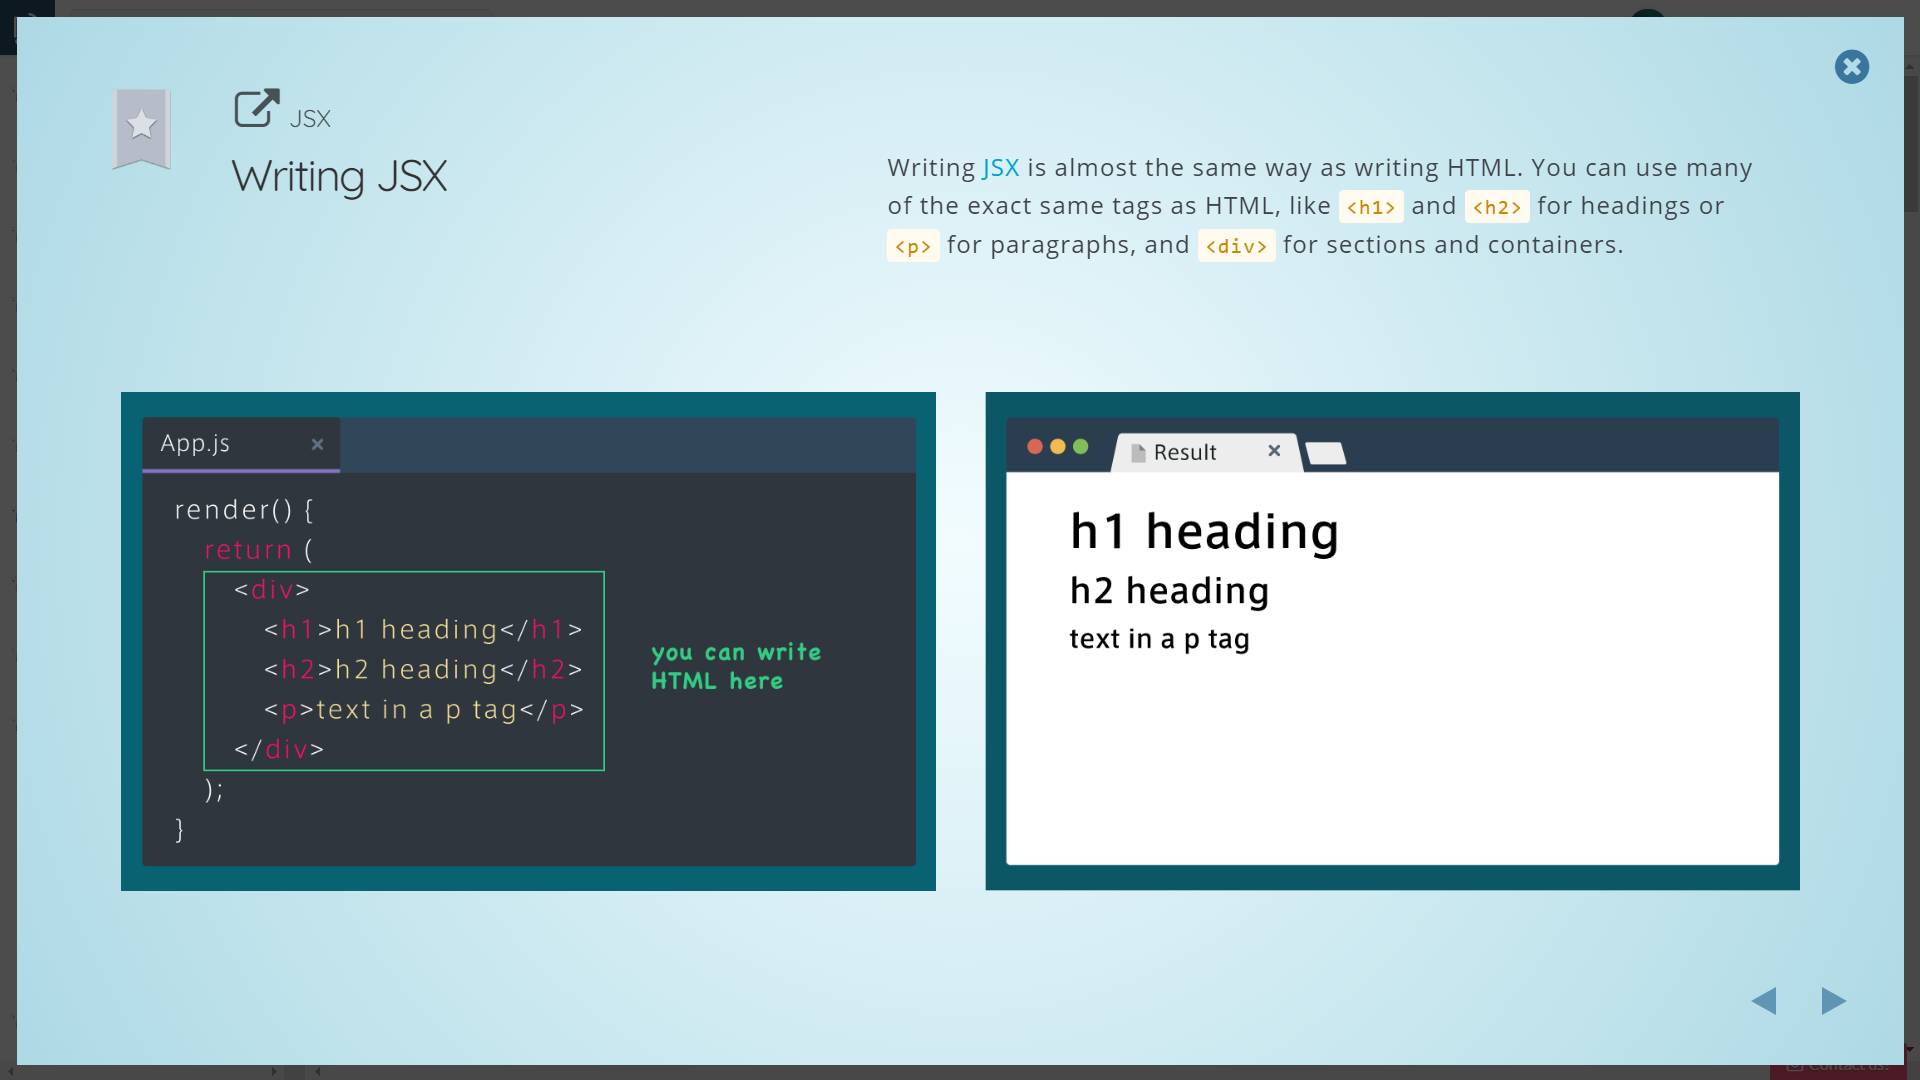 JSX
Writing JSX
Writing JSX is almost the same way as writing HTML. You can use many
of the exact same tags as HTML, like <h1> and <h2> for headings or
<p> for paragraphs, and <div> for sections and containers.
App.js
render() {
return (
<div>
<h1>h1 heading</h1>
<h2>h2 heading</h2>
<p>text in a p tag</p>
</div>
);
}
you can write
HTML here
Result
h1 heading
h2 heading
text in a p tag
Contact us!